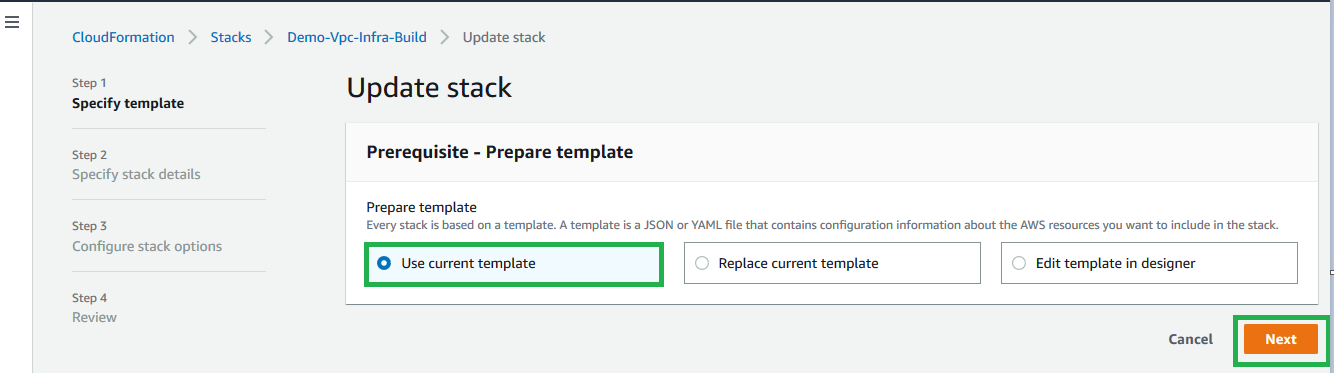 CloudFormation > Stacks > Demo-Vpc-Infra-Build > Update stack
Step 1
Specify template
Step 2
Specify stack details
Step 3
Configure stack options
Step 4
Review
Update stack
Prerequisite - Prepare template
Prepare template
Every stack is based on a template. A template is a JSON or YAML file that contains configuration information about the AWS resources you want to include in the stack.
Use current template
Replace current template
Edit template in designer
Cancel
Next